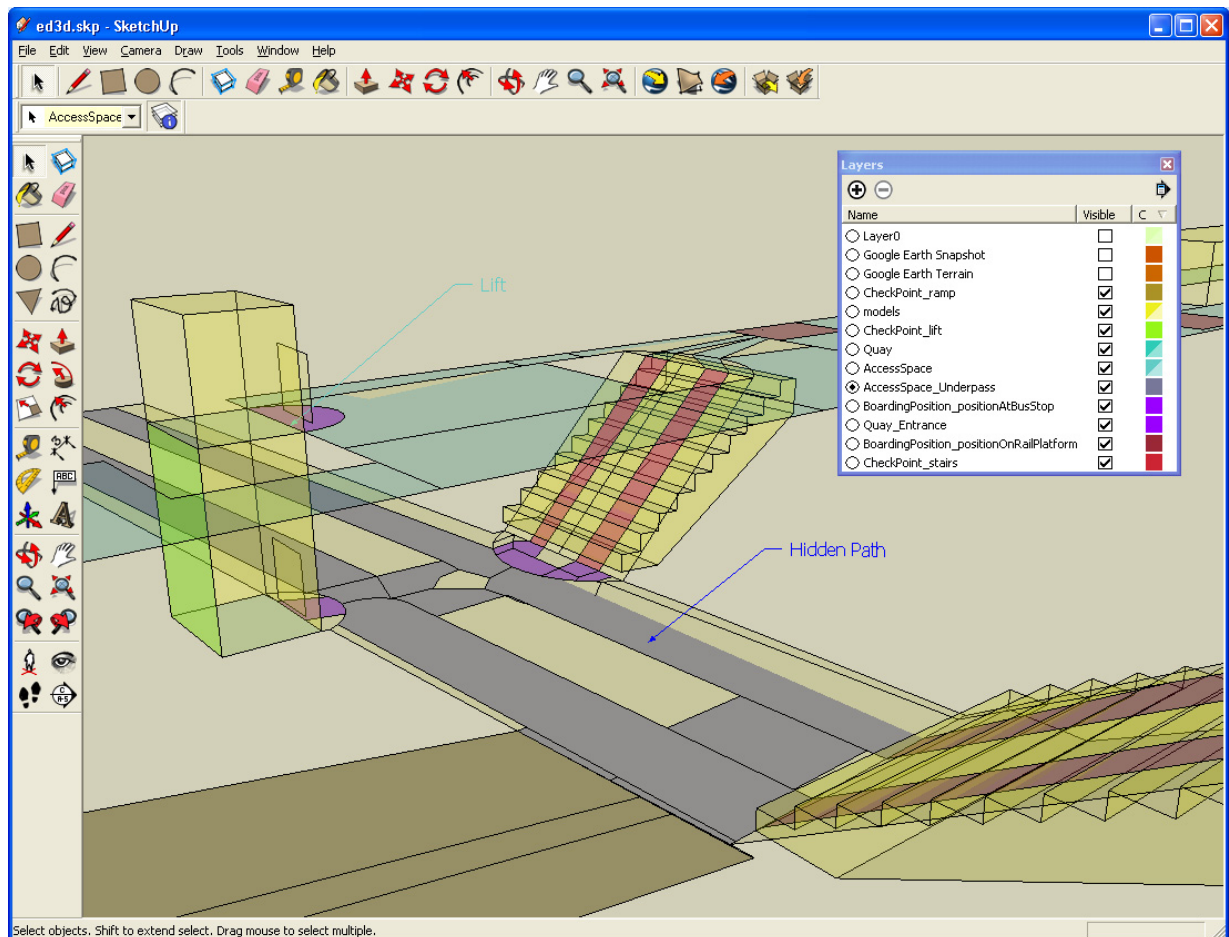 ed3d.skp - SketchUp
File Edit View Camera Draw Tools Window Help
AccessSpace
Layers
Name Visible C
Layer0
Google Earth Snapshot
Google Earth Terrain
CheckPoint_ramp
models
CheckPoint_lift
Quay
AccessSpace
AccessSpace_Underpass
BoardingPosition_positionAtBusStop
Quay_Entrance
BoardingPosition_positionOnRailPlatform
CheckPoint_stairs
Lift
Hidden Path
ABC
A
C
A-5
Select objects. Shift to extend select. Drag mouse to select multiple.